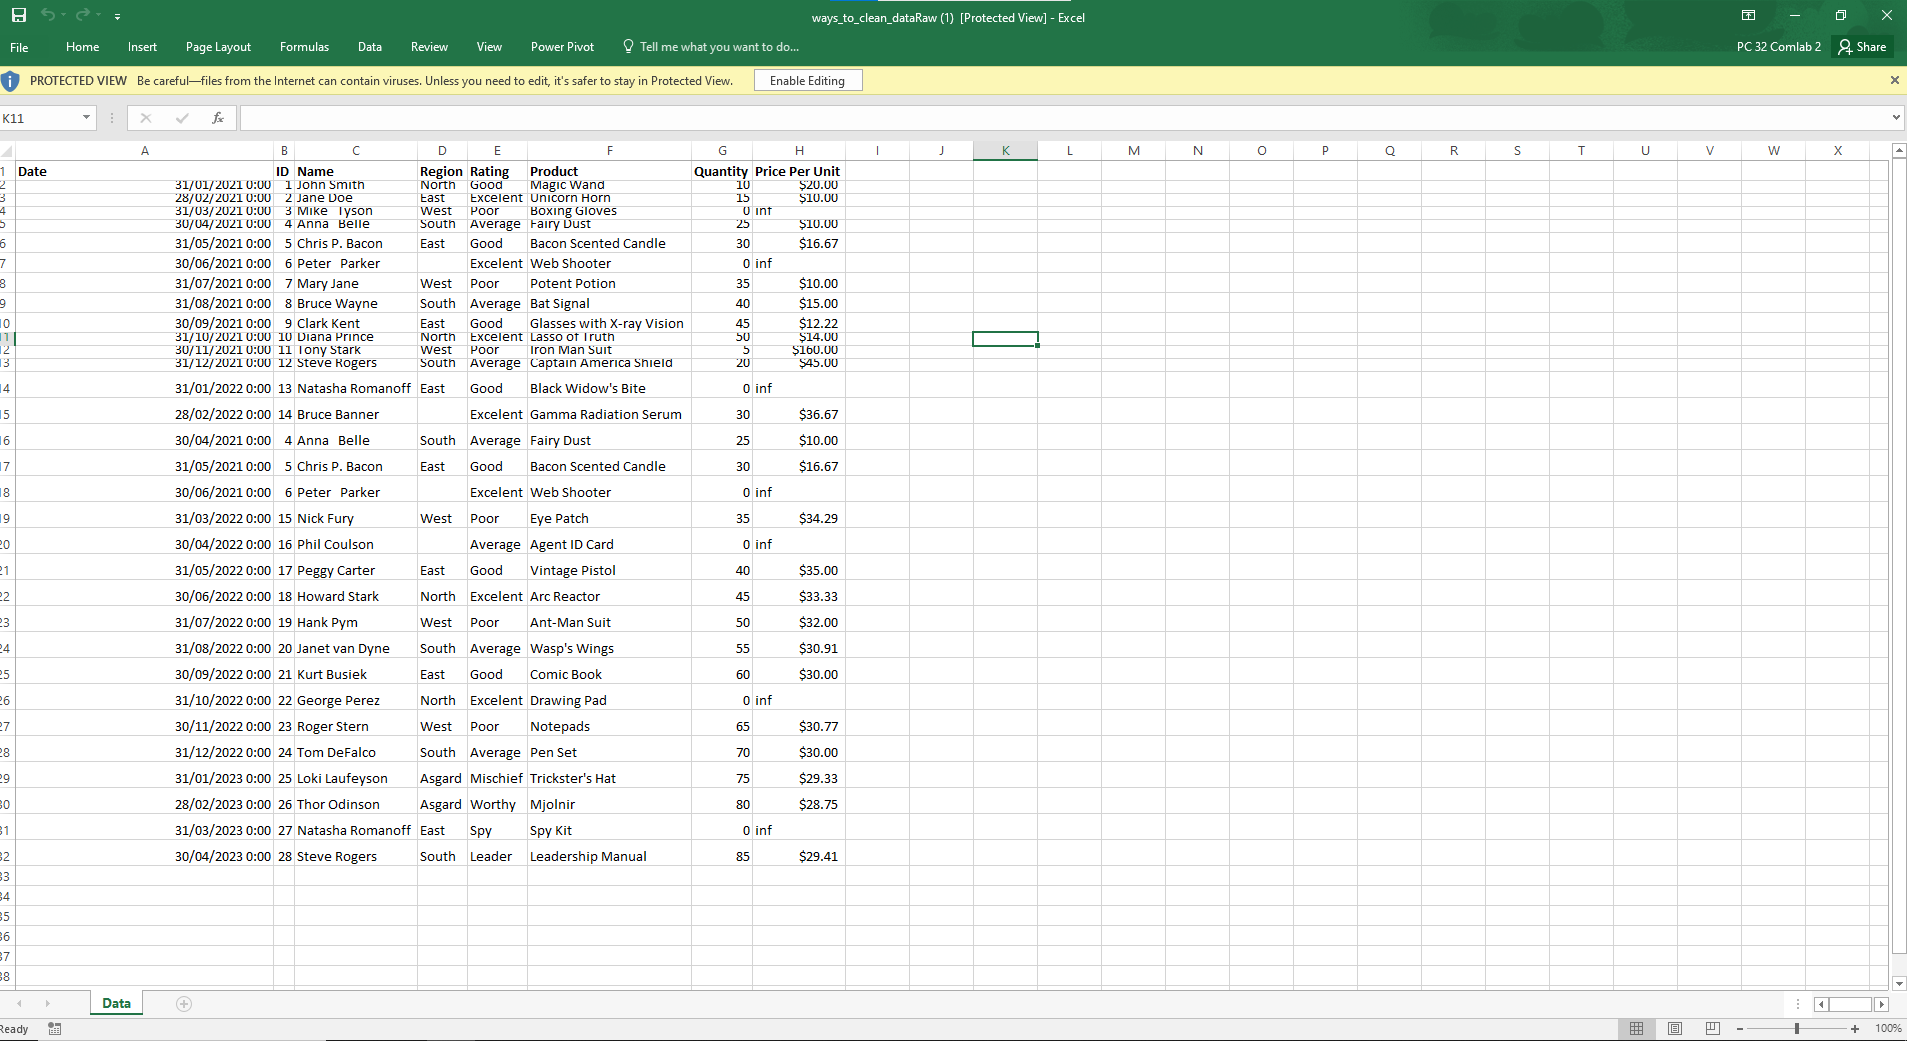 ways_to_clean_dataRaw (1) [Protected View] - Excel
File Home Insert Page Layout Formulas Data Review View Power Pivot Tell me what you want to do... PC 32 Comlab 2 Share
PROTECTED VIEW Be careful—files from the Internet can contain viruses. Unless you need to edit, it's safer to stay in Protected View. Enable Editing
K11 fx
A B C D E F G H I J K L M N O P Q R S T U V W X
1 Date ID Name Region Rating Product Quantity Price Per Unit
2 31/01/2021 0:00 1 John Smith North Good Magic Wand 10 $20.00
3 28/02/2021 0:00 2 Jane Doe East Excelent Unicorn Horn 15 $10.00
4 31/03/2021 0:00 3 Mike Tyson West Poor Boxing Gloves 0 inf
5 30/04/2021 0:00 4 Anna Belle South Average Fairy Dust 25 $10.00
6 31/05/2021 0:00 5 Chris P. Bacon East Good Bacon Scented Candle 30 $16.67
7 30/06/2021 0:00 6 Peter Parker Excelent Web Shooter 0 inf
8 31/07/2021 0:00 7 Mary Jane West Poor Potent Potion 35 $10.00
9 31/08/2021 0:00 8 Bruce Wayne South Average Bat Signal 40 $15.00
10 30/09/2021 0:00 9 Clark Kent East Good Glasses with X-ray Vision 45 $12.22
11 31/10/2021 0:00 10 Diana Prince North Excelent Lasso of Truth 50 $14.00
12 30/11/2021 0:00 11 Tony Stark West Poor Iron Man Suit 5 $160.00
13 31/12/2021 0:00 12 Steve Rogers South Average Captain America Shield 20 $45.00
14 31/01/2022 0:00 13 Natasha Romanoff East Good Black Widow's Bite 0 inf
15 28/02/2022 0:00 14 Bruce Banner Excelent Gamma Radiation Serum 30 $36.67
16 30/04/2021 0:00 4 Anna Belle South Average Fairy Dust 25 $10.00
17 31/05/2021 0:00 5 Chris P. Bacon East Good Bacon Scented Candle 30 $16.67
18 30/06/2021 0:00 6 Peter Parker Excelent Web Shooter 0 inf
19 31/03/2022 0:00 15 Nick Fury West Poor Eye Patch 35 $34.29
20 30/04/2022 0:00 16 Phil Coulson Average Agent ID Card 0 inf
21 31/05/2022 0:00 17 Peggy Carter East Good Vintage Pistol 40 $35.00
22 30/06/2022 0:00 18 Howard Stark North Excelent Arc Reactor 45 $33.33
23 31/07/2022 0:00 19 Hank Pym West Poor Ant-Man Suit 50 $32.00
24 31/08/2022 0:00 20 Janet van Dyne South Average Wasp's Wings 55 $30.91
25 30/09/2022 0:00 21 Kurt Busiek East Good Comic Book 60 $30.00
26 31/10/2022 0:00 22 George Perez North Excelent Drawing Pad 0 inf
27 30/11/2022 0:00 23 Roger Stern West Poor Notepads 65 $30.77
28 31/12/2022 0:00 24 Tom DeFalco South Average Pen Set 70 $30.00
29 31/01/2023 0:00 25 Loki Laufeyson Asgard Mischief Trickster's Hat 75 $29.33
30 28/02/2023 0:00 26 Thor Odinson Asgard Worthy Mjolnir 80 $28.75
31 31/03/2023 0:00 27 Natasha Romanoff East Spy Spy Kit 0 inf
32 30/04/2023 0:00 28 Steve Rogers South Leader Leadership Manual 85 $29.41
33
34
35
36
37
38
Data
Ready 100%